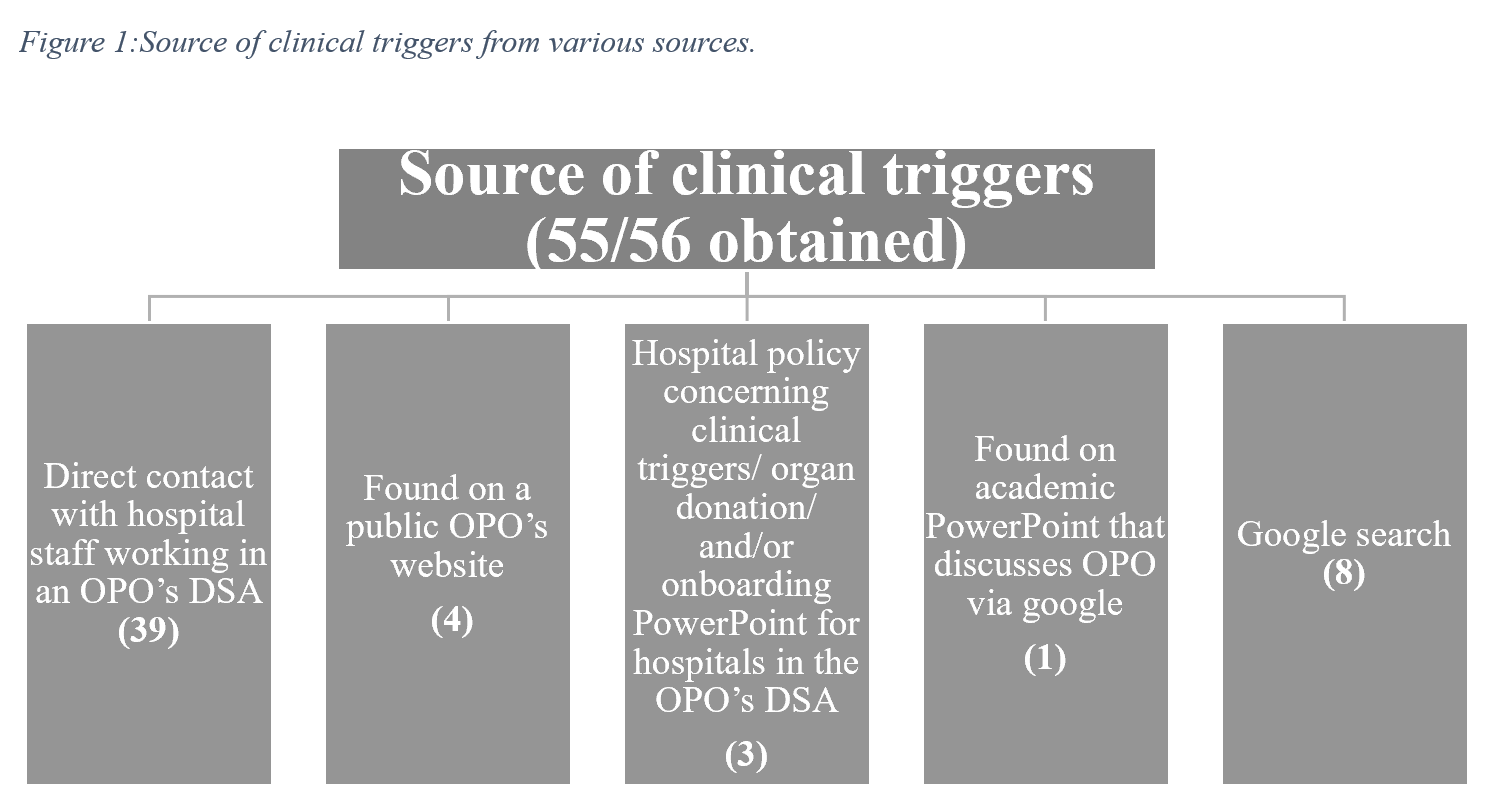 Figure 1:Source of clinical triggers from various sources.
Source of clinical triggers
(55/56 obtained)
Direct contact
with hospital
staff working in
an OPO’s DSA
(39)
Found on a
public OPO’s
website
(4)
Hospital policy
concerning
clinical
triggers/ organ
donation/
and/or
onboarding
PowerPoint for
hospitals in the
OPO’s DSA
(3)
Found on
academic
PowerPoint that
discusses OPO
via google
(1)
Google search
(8)